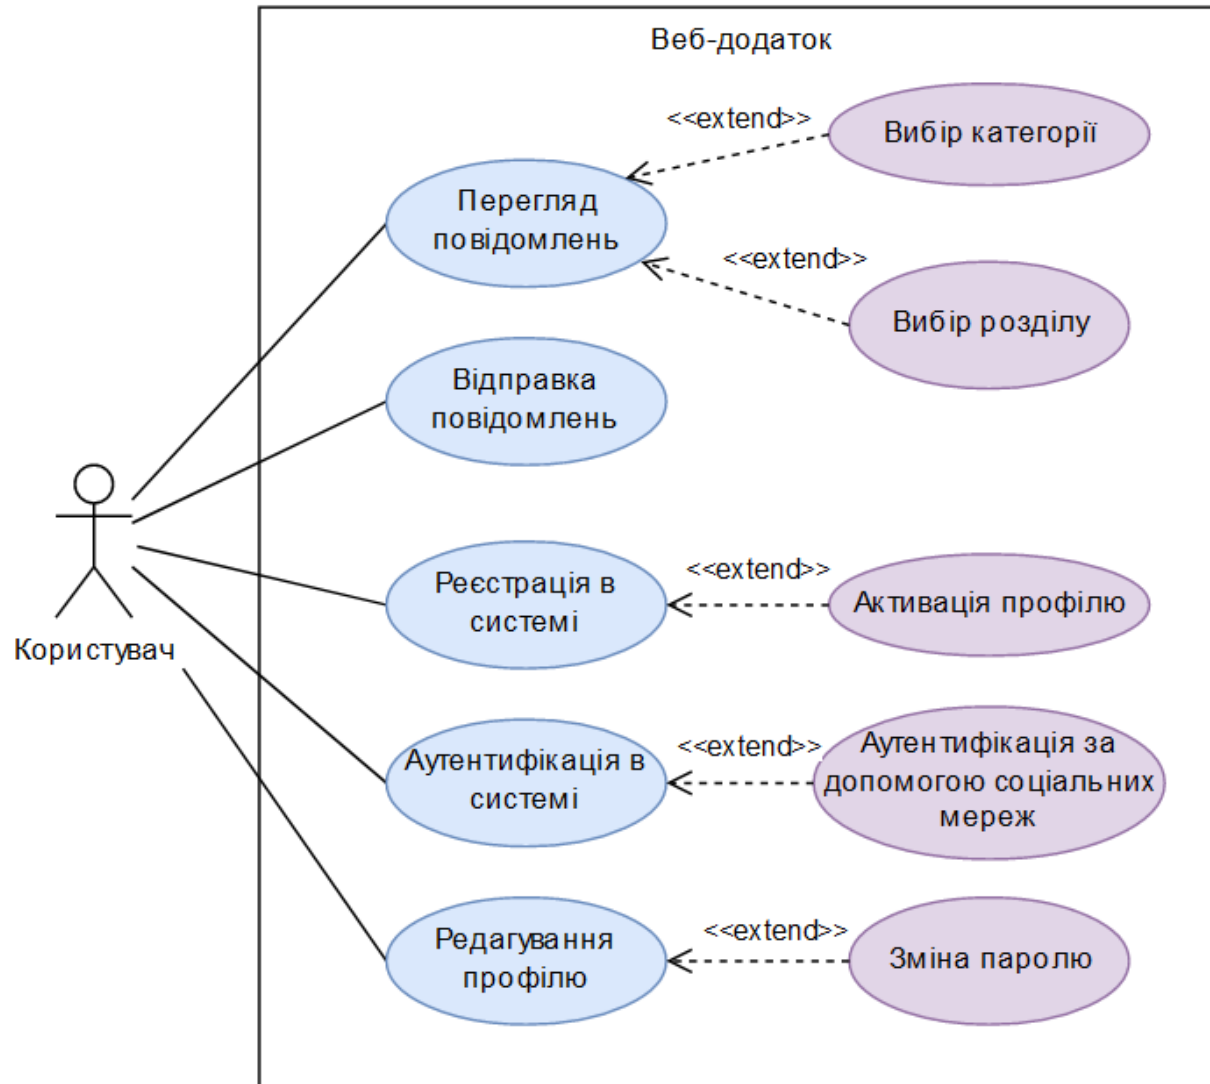 Веб-додаток
<<extend>>
Вибір категорії
Перегляд
повідомлень
<<extend>>
Вибір розділу
Відправка
повідомлень
Користувач
Реєстрація в
системі
<<extend>>
Активація профілю
Аутентифікація в
системі
<<extend>>
Аутентифікація за
допомогою соціальних
мереж
Редагування
профілю
<<extend>>
Зміна паролю